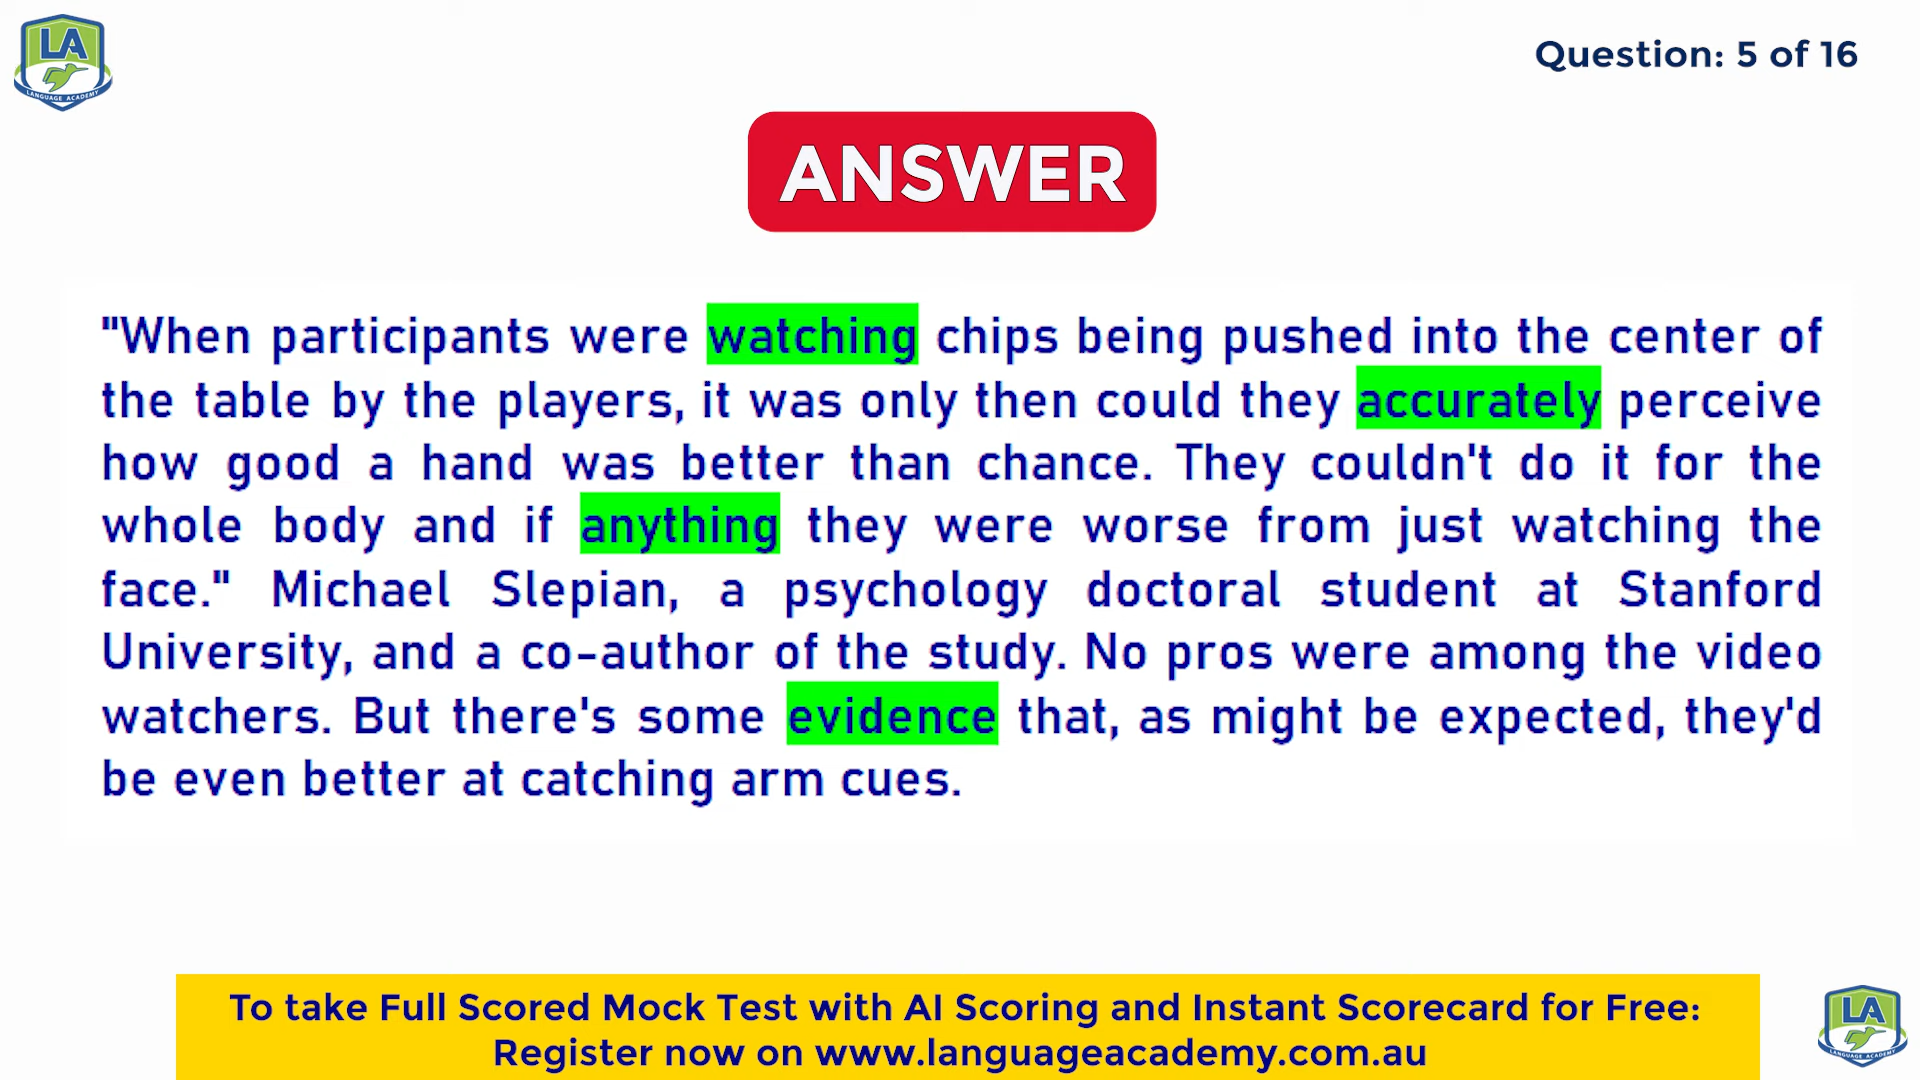 LA
LANGUAGE ACADEMY
Question: 5 of 16
ANSWER
"When participants were watching chips being pushed into the center of
the table by the players, it was only then could they accurately perceive
how good a hand was better than chance. They couldn't do it for the
whole body and if anything they were worse from just watching the
face." Michael Slepian, a psychology doctoral student at Stanford
University, and a co-author of the study. No pros were among the video
watchers. But there's some evidence that, as might be expected, they'd
be even better at catching arm cues.
To take Full Scored Mock Test with AI Scoring and Instant Scorecard for Free:
Register now on www.languageacademy.com.au
LA
LANGUAGE ACADEMY